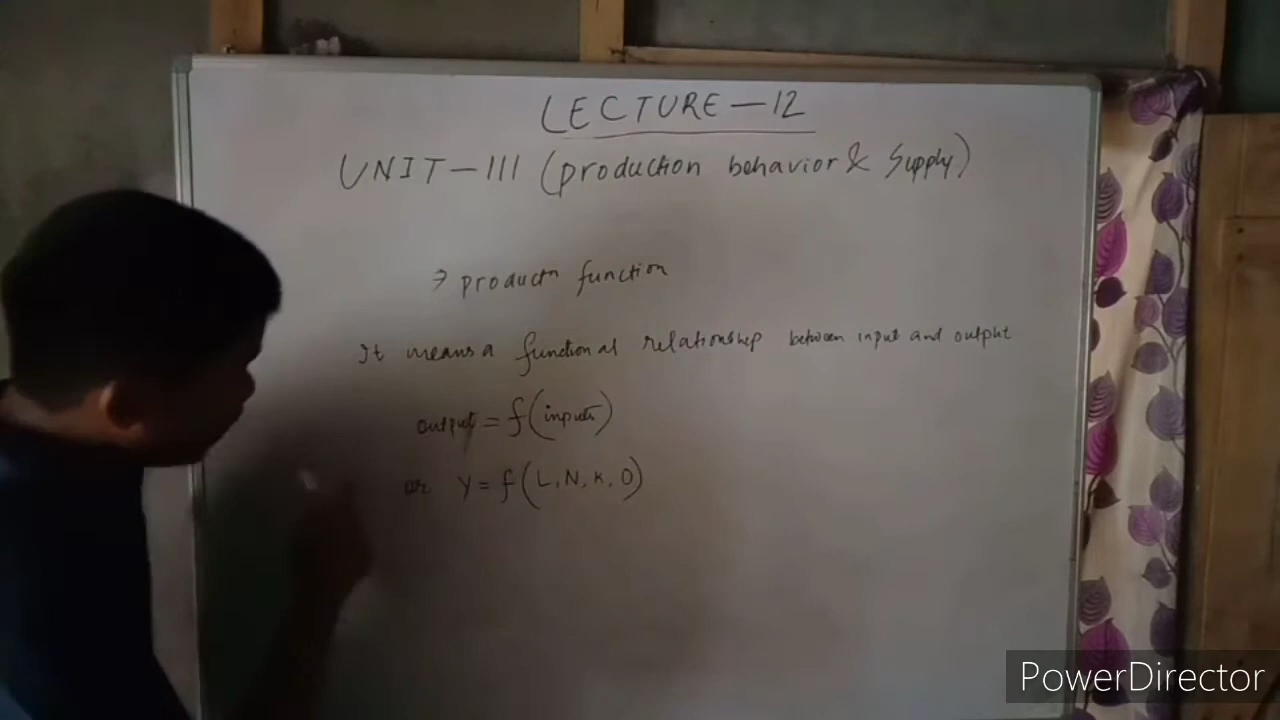 LECTURE-12
UNIT-III (production behavior & Supply)
→ productn function
It means a functional relationship between input and output
output = f(inputs)
or Y = f(L, N, K, O)
PowerDirector